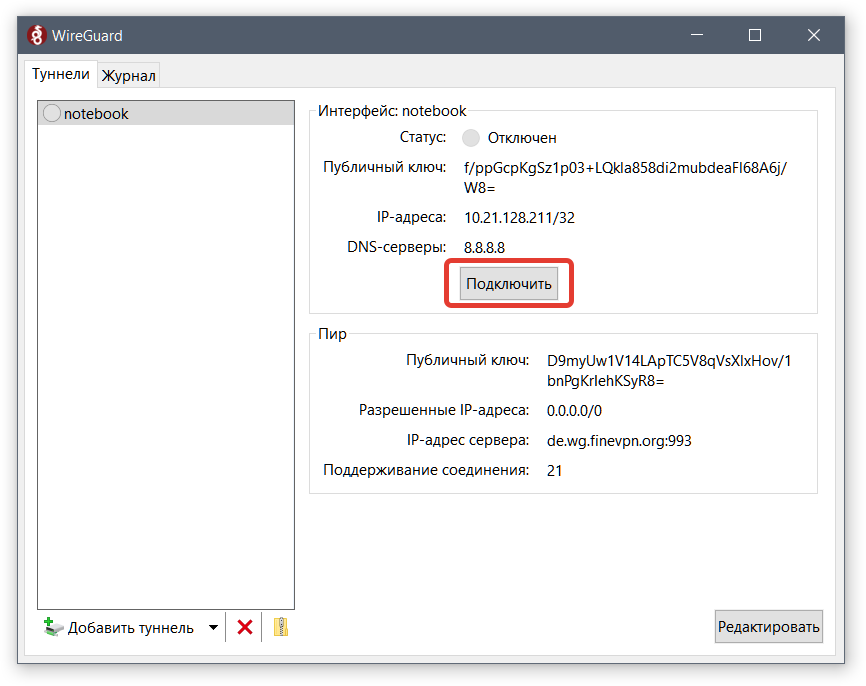 WireGuard
Туннели Журнал
notebook
Интерфейс: notebook
Статус: Отключен
Публичный ключ: f/ppGcpKgSz1p03+LQkla858di2mubdeaFl68A6j/
W8=
IP-адреса: 10.21.128.211/32
DNS-серверы: 8.8.8.8
Подключить
Пир
Публичный ключ: D9myUw1V14LApTC5V8qVsXlxHov/1
bnPgKrlehKSyR8=
Разрешенные IP-адреса: 0.0.0.0/0
IP-адрес сервера: de.wg.finevpn.org:993
Поддерживание соединения: 21
Добавить туннель
Редактировать